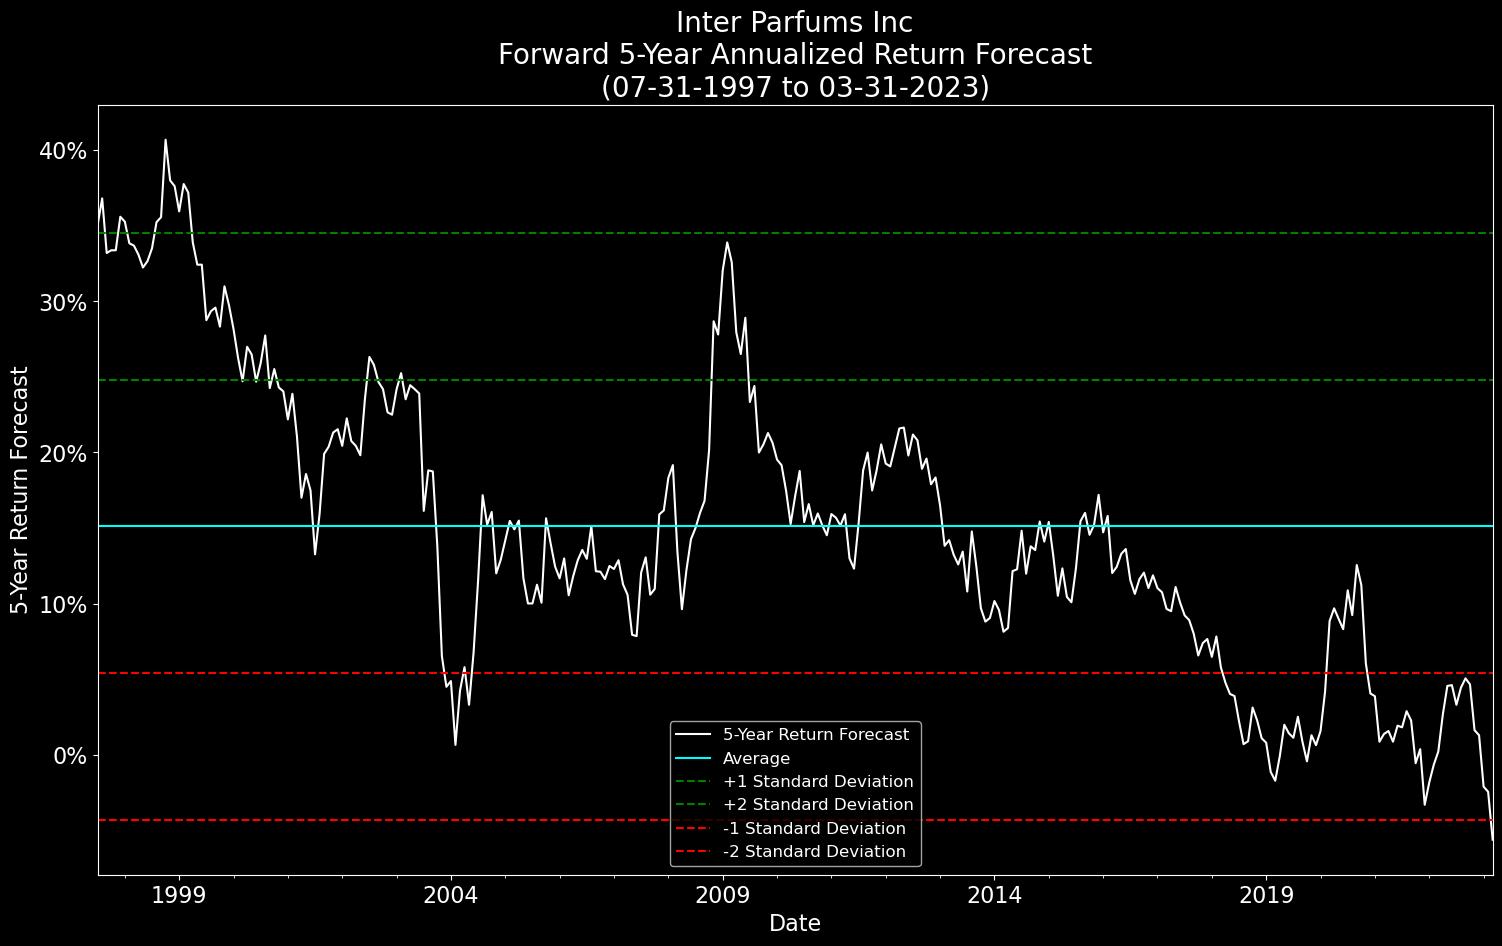 Inter Parfums Inc
Forward 5-Year Annualized Return Forecast
(07-31-1997 to 03-31-2023)
5-Year Return Forecast
40%
30%
20%
10%
0%
5-Year Return Forecast
Average
+1 Standard Deviation
+2 Standard Deviation
-1 Standard Deviation
-2 Standard Deviation
1999 2004 2009 2014 2019
Date